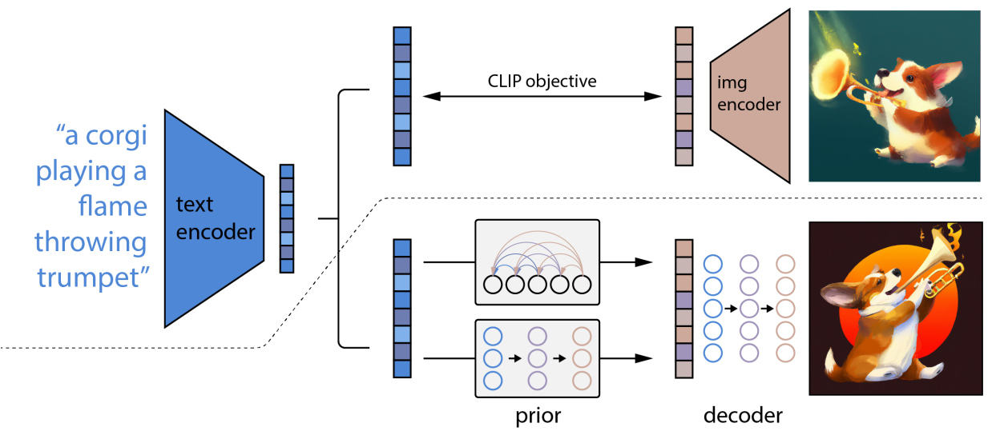 “a corgi
playing a
flame
throwing
trumpet”
text
encoder
CLIP objective
img
encoder
prior
decoder